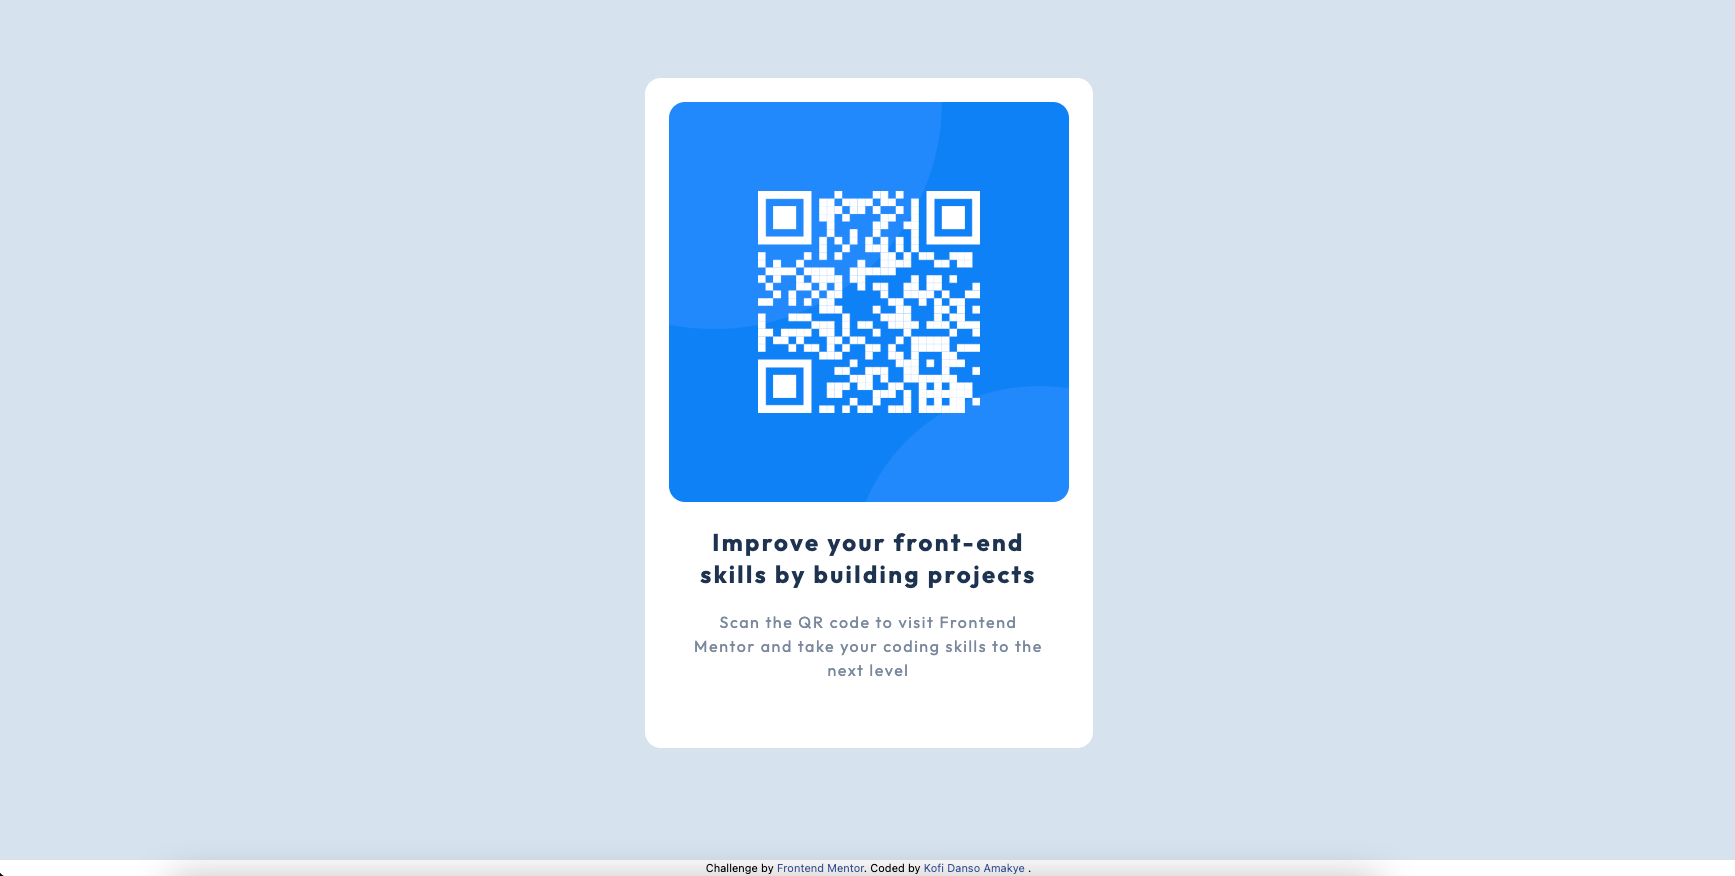 Improve your front-end
skills by building projects
Scan the QR code to visit Frontend
Mentor and take your coding skills to the
next level
Challenge by Frontend Mentor. Coded by Kofi Danso Amakye .